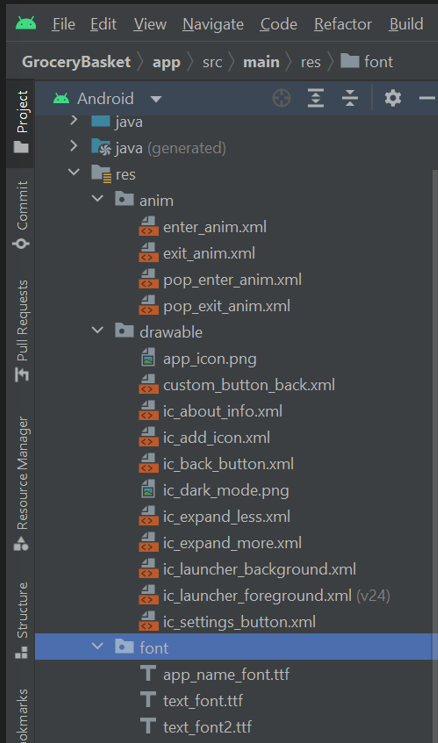 File Edit View Navigate Code Refactor Build
GroceryBasket app src main res font
Android
Project
Commit
Pull Requests
Resource Manager
Structure
java
java (generated)
res
anim
enter_anim.xml
exit_anim.xml
pop_enter_anim.xml
pop_exit_anim.xml
drawable
app_icon.png
custom_button_back.xml
ic_about_info.xml
ic_add_icon.xml
ic_back_button.xml
ic_dark_mode.png
ic_expand_less.xml
ic_expand_more.xml
ic_launcher_background.xml
ic_launcher_foreground.xml (v24)
ic_settings_button.xml
font
app_name_font.ttf
text_font.ttf
text_font2.ttf